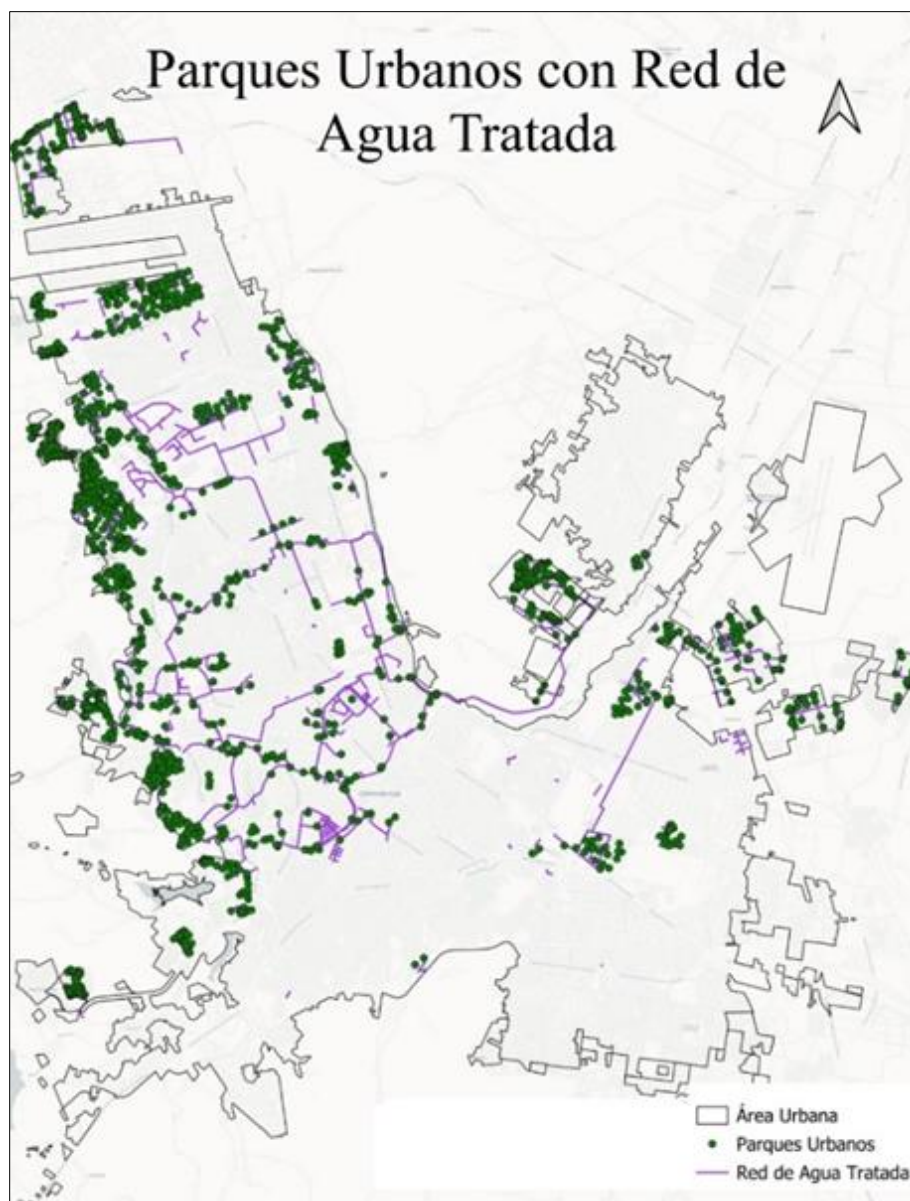 Parques Urbanos con Red de
Agua Tratada
Área Urbana
Parques Urbanos
Red de Agua Tratada